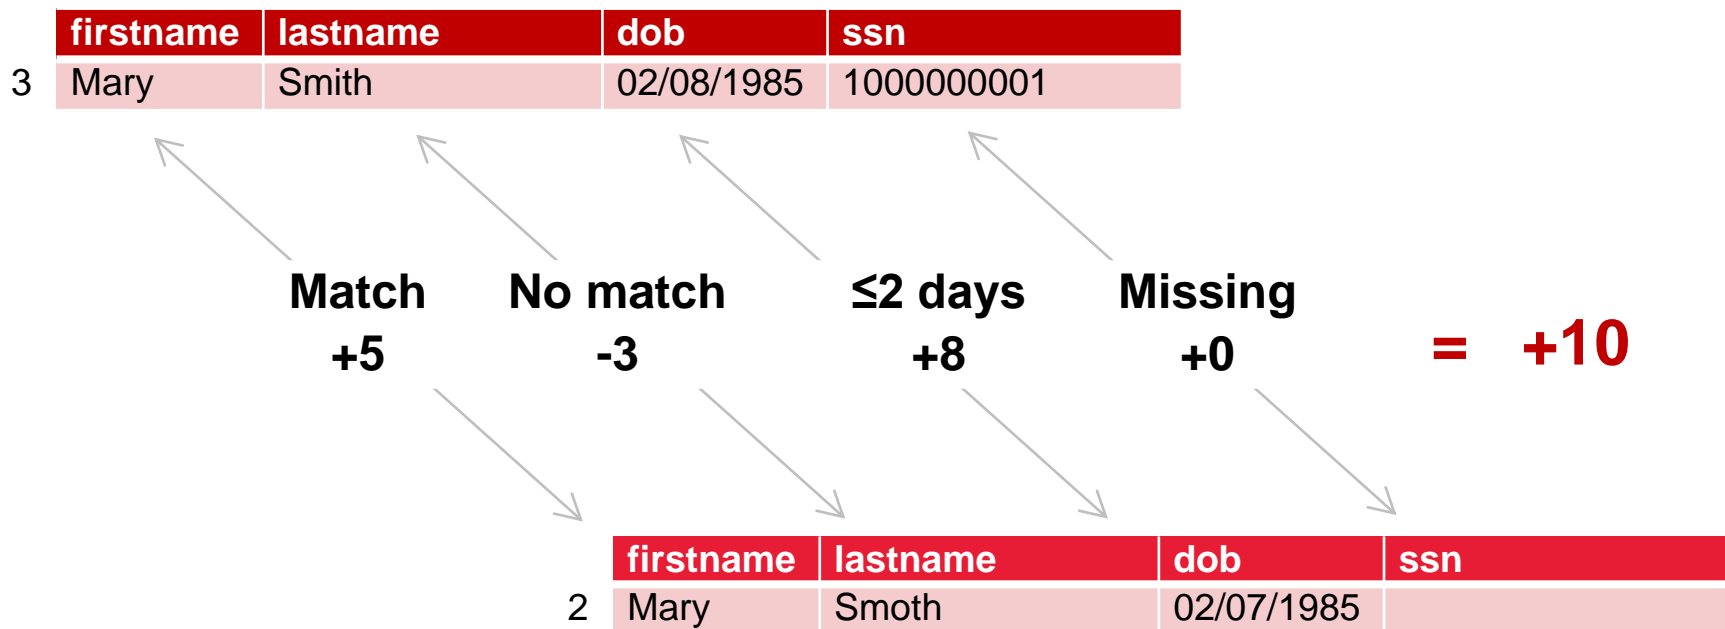 firstname lastname dob ssn
3 Mary Smith 02/08/1985 1000000001
Match No match ≤2 days Missing
+5 -3 +8 +0 = +10
firstname lastname dob ssn
2 Mary Smoth 02/07/1985